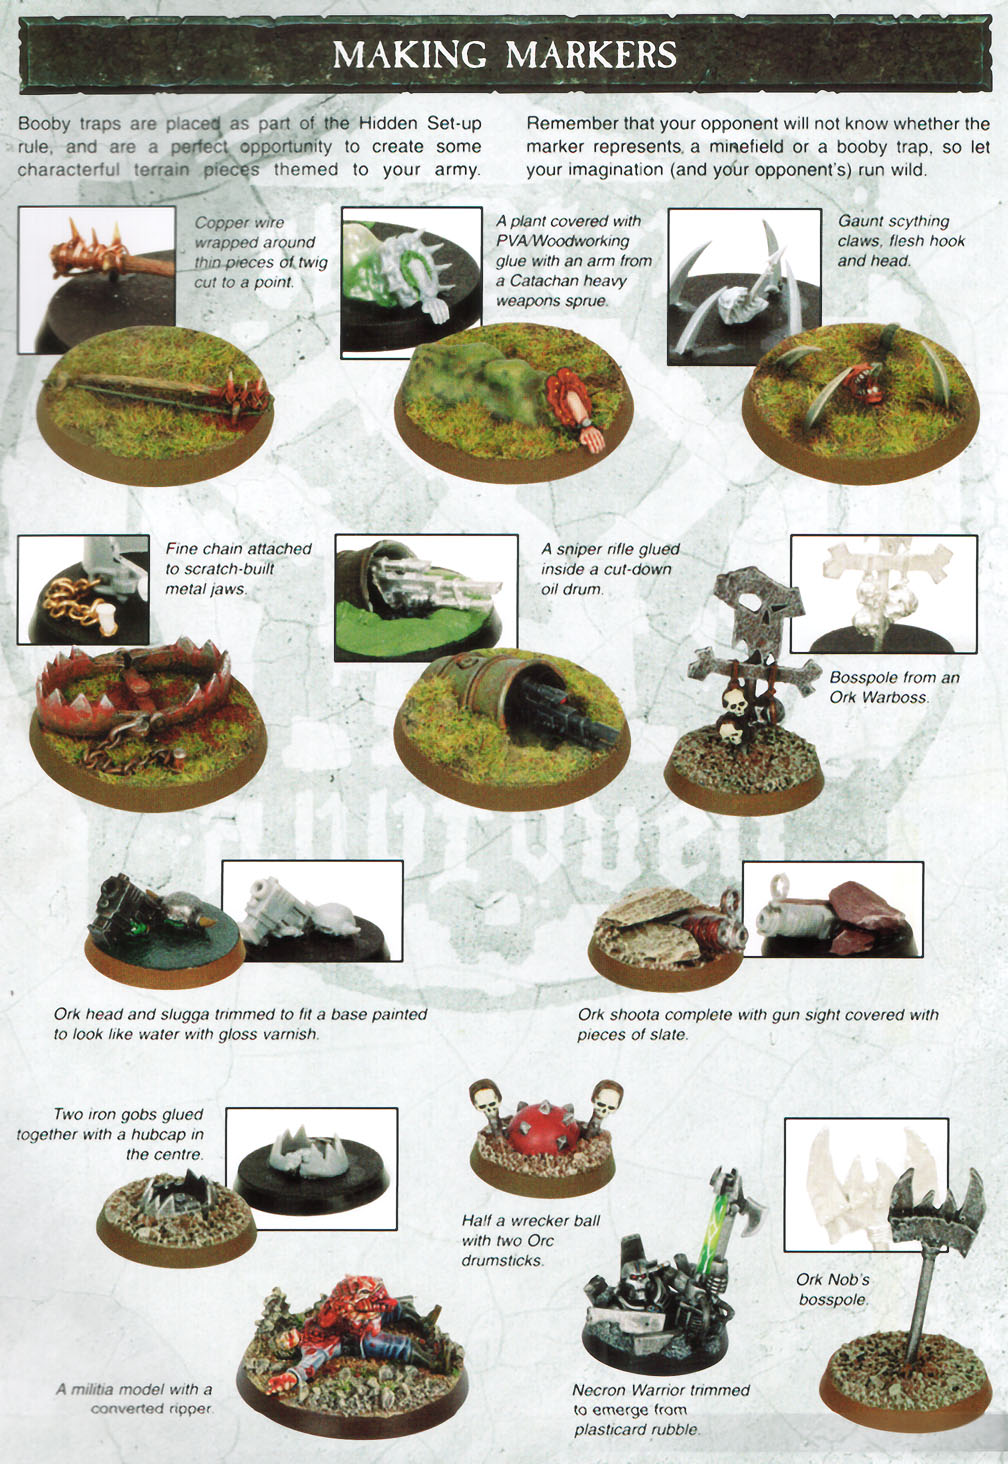 MAKING MARKERS
Booby traps are placed as part of the Hidden Set-up
rule, and are a perfect opportunity to create some
characterful terrain pieces themed to your army.
Remember that your opponent will not know whether the
marker represents a minefield or a booby trap, so let
your imagination (and your opponent's) run wild.
Copper wire
wrapped around
thin pieces of twig
cut to a point.
A plant covered with
PVA/Woodworking
glue with an arm from
a Catachan heavy
weapons sprue.
Gaunt scything
claws, flesh hook
and head.
Fine chain attached
to scratch-built
metal jaws.
A sniper rifle glued
inside a cut-down
oil drum.
Bosspole from an
Ork Warboss.
Ork head and slugga trimmed to fit a base painted
to look like water with gloss varnish.
Ork shoota complete with gun sight covered with
pieces of slate.
Two iron gobs glued
together with a hubcap in
the centre.
Half a wrecker ball
with two Orc
drumsticks.
Ork Nob's
bosspole.
A militia model with a
converted ripper.
Necron Warrior trimmed
to emerge from
plasticard rubble.